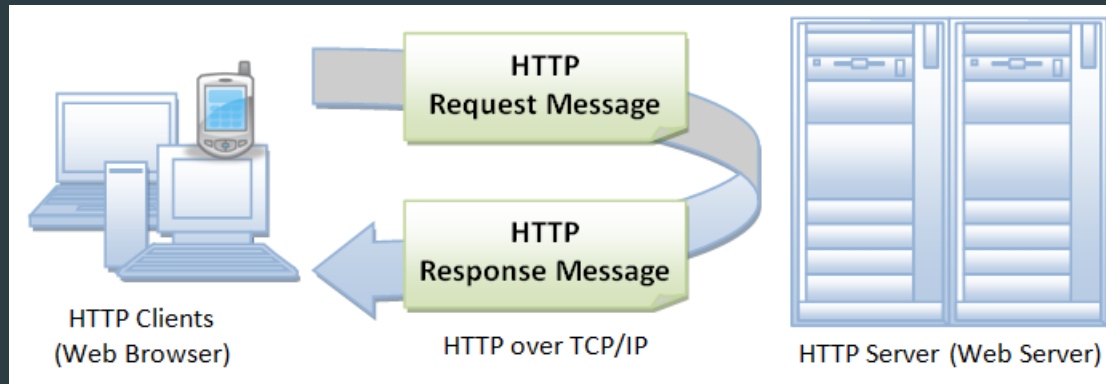 HTTP
Request Message
HTTP
Response Message
HTTP Clients
(Web Browser)
HTTP over TCP/IP
HTTP Server (Web Server)